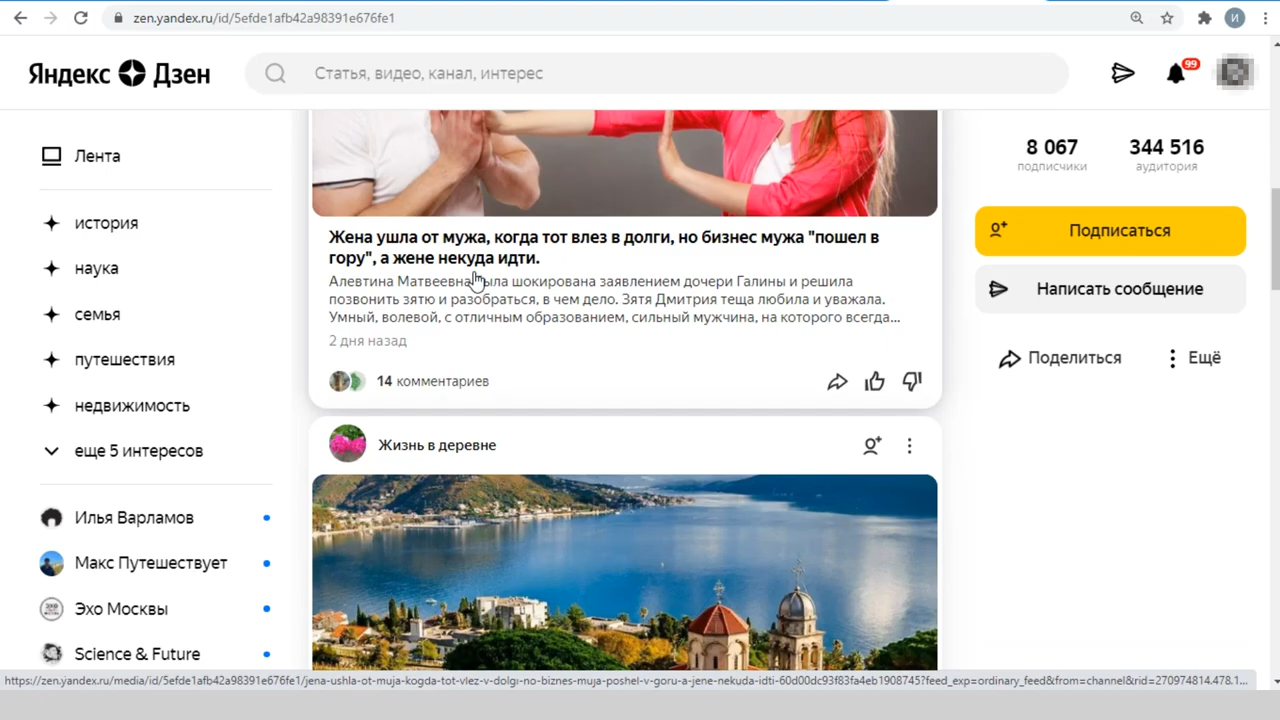 zen.yandex.ru/id/5efde1afb42a98391e676fe1
И
Яндекс Дзен
Статья, видео, канал, интерес
99
Лента
история
наука
семья
путешествия
недвижимость
еще 5 интересов
Илья Варламов
Макс Путешествует
Эхо Москвы
Science & Future
Жена ушла от мужа, когда тот влез в долги, но бизнес мужа "пошел в
гору", а жене некуда идти.
Алевтина Матвеевна была шокирована заявлением дочери Галины и решила
позвонить зятю и разобраться, в чем дело. Зятя Дмитрия теща любила и уважала.
Умный, волевой, с отличным образованием, сильный мужчина, на которого всегда...
2 дня назад
14 комментариев
Жизнь в деревне
8 067
подписчики
344 516
аудитория
Подписаться
Написать сообщение
Поделиться
Ещё
https://zen.yandex.ru/media/id/5efde1afb42a98391e676fe1/jena-ushla-ot-muja-kogda-tot-vlez-v-dolgi-no-biznes-muja-poshel-v-goru-a-jene-nekuda-idti-60d00dc93f83fa4eb1908745?feed_exp=ordinary_feed&from=channel&rid=270974814.478.1...